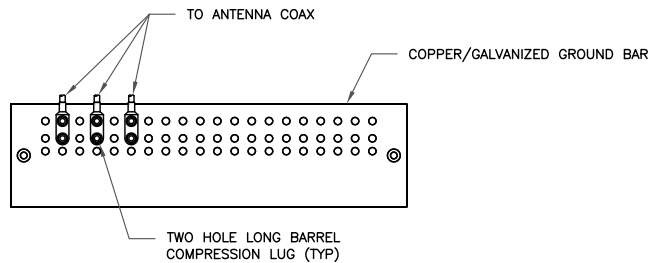 TO ANTENNA COAX
COPPER/GALVANIZED GROUND BAR
TWO HOLE LONG BARREL
COMPRESSION LUG (TYP)